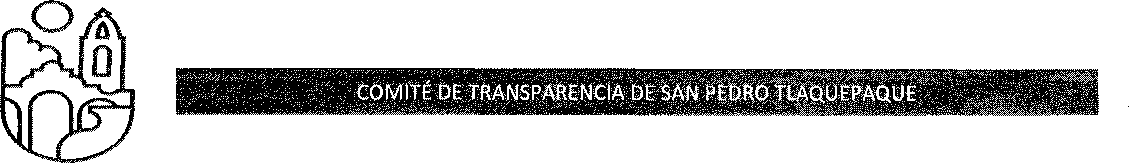 COMITÉ DE TRANSPARENCIA DE SAN PEDRO TLAQUEPAQUE